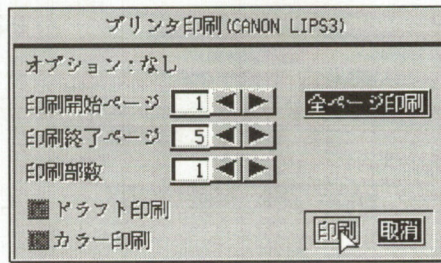 プリンタ印刷(CANON LIPS3)
オプション:なし
印刷開始ページ 1 全ページ印刷
印刷終了ページ 5
印刷部数 1
ドラフト印刷
カラー印刷 印刷 取消